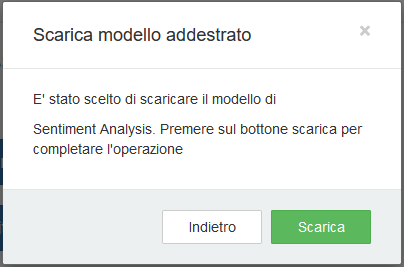 Scarica modello addestrato
×
E' stato scelto di scaricare il modello di
Sentiment Analysis. Premere sul bottone scarica per
completare l'operazione
Indietro
Scarica